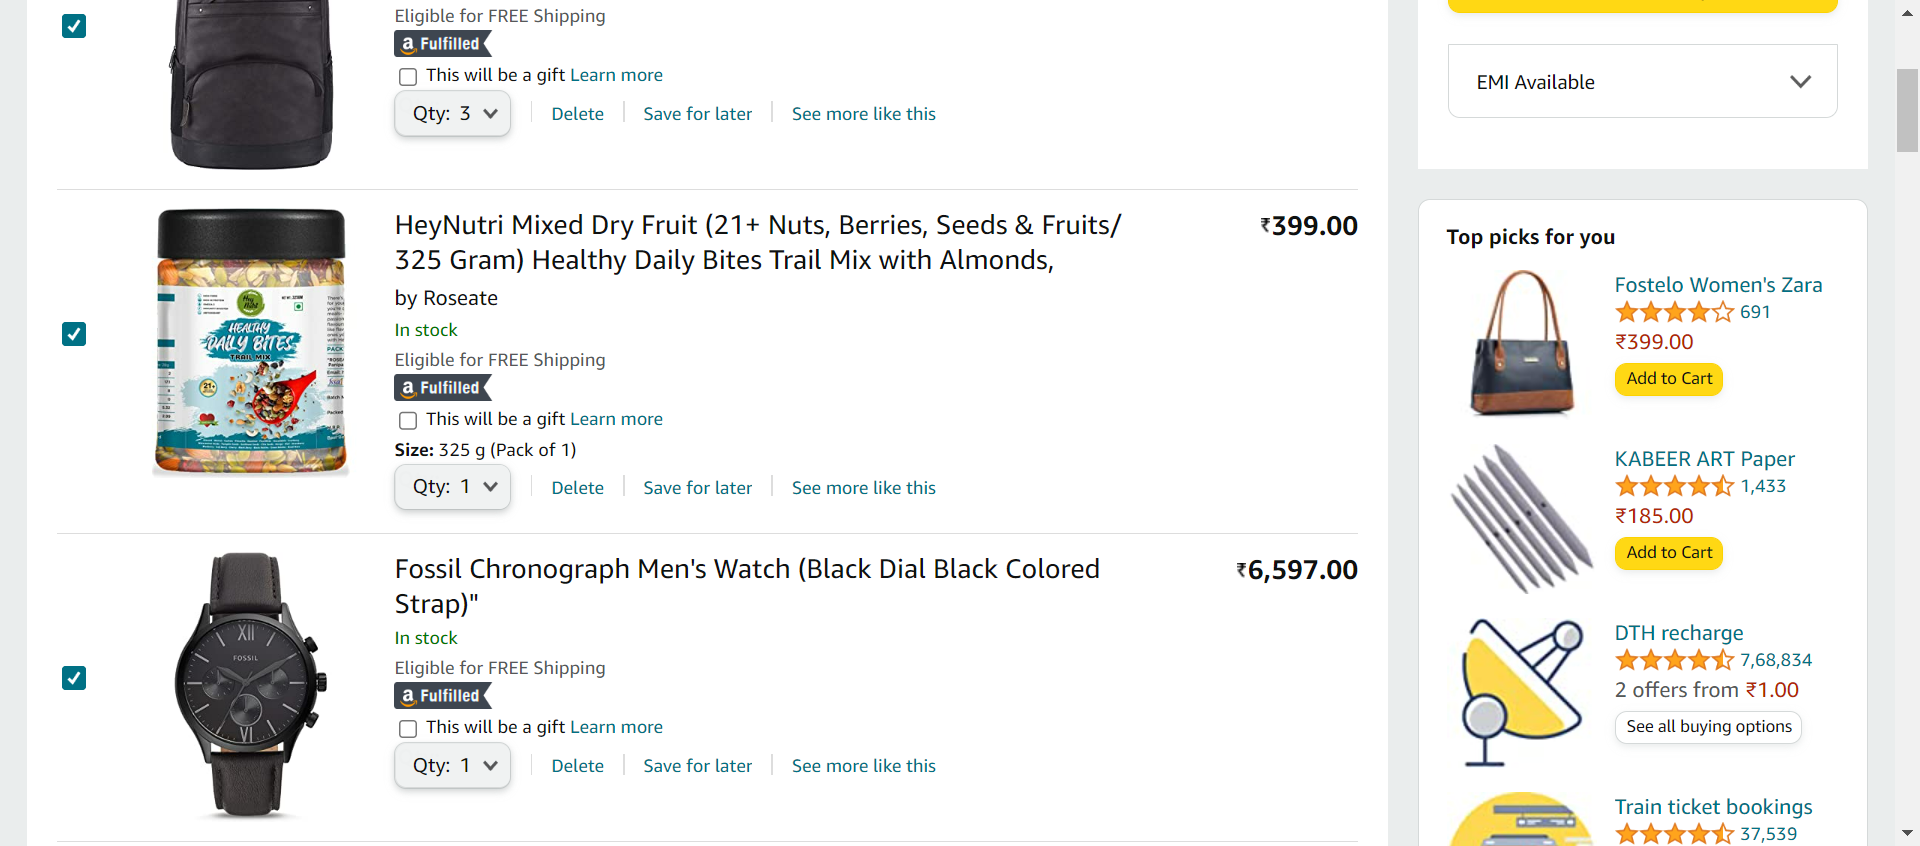 Eligible for FREE Shipping
a Fulfilled
This will be a gift Learn more
Qty: 3
Delete
Save for later
See more like this
HEALTHY
DAILY BITES
TRAIL MIX
21+
HeyNutri Mixed Dry Fruit (21+ Nuts, Berries, Seeds & Fruits/
325 Gram) Healthy Daily Bites Trail Mix with Almonds,
₹399.00
by Roseate
In stock
Eligible for FREE Shipping
a Fulfilled
This will be a gift Learn more
Size: 325 g (Pack of 1)
Qty: 1
Delete
Save for later
See more like this
XII
FOSSIL
VI
Fossil Chronograph Men's Watch (Black Dial Black Colored
Strap)"
₹6,597.00
In stock
Eligible for FREE Shipping
a Fulfilled
This will be a gift Learn more
Qty: 1
Delete
Save for later
See more like this
EMI Available
Top picks for you
Fostelo Women's Zara
691
₹399.00
Add to Cart
KABEER ART Paper
1,433
₹185.00
Add to Cart
DTH recharge
7,68,834
2 offers from ₹1.00
See all buying options
Train ticket bookings
37,539